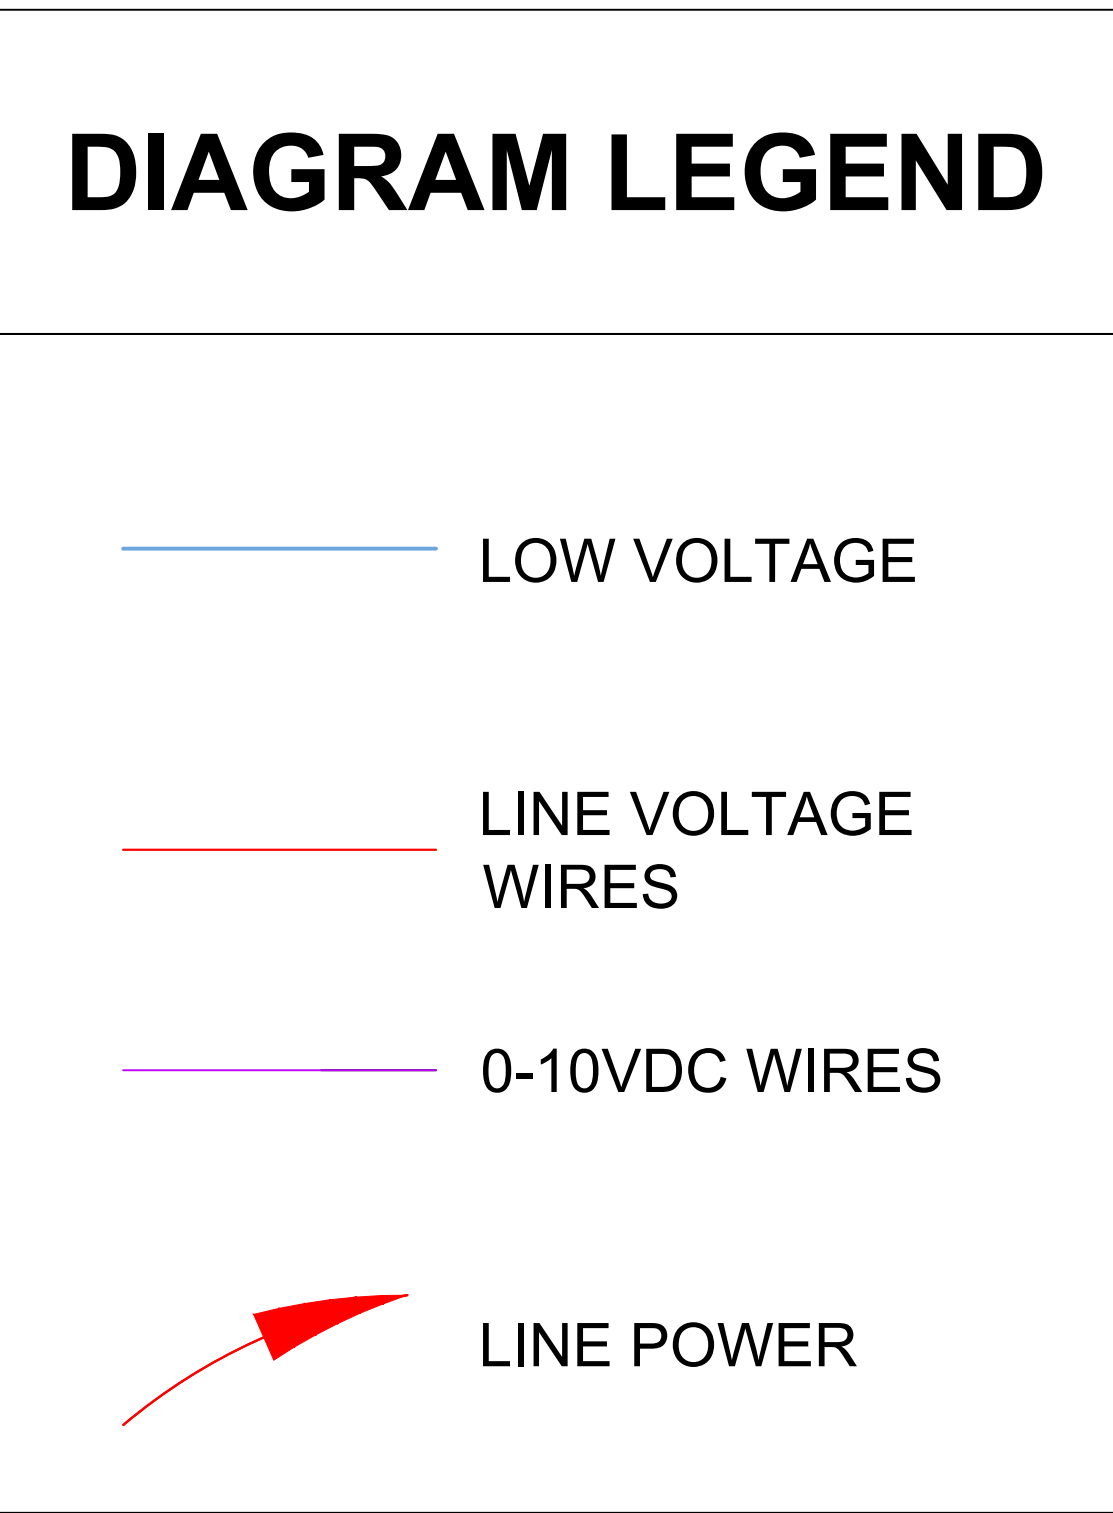 DIAGRAM LEGEND
LOW VOLTAGE
LINE VOLTAGE
WIRES
0-10VDC WIRES
LINE POWER